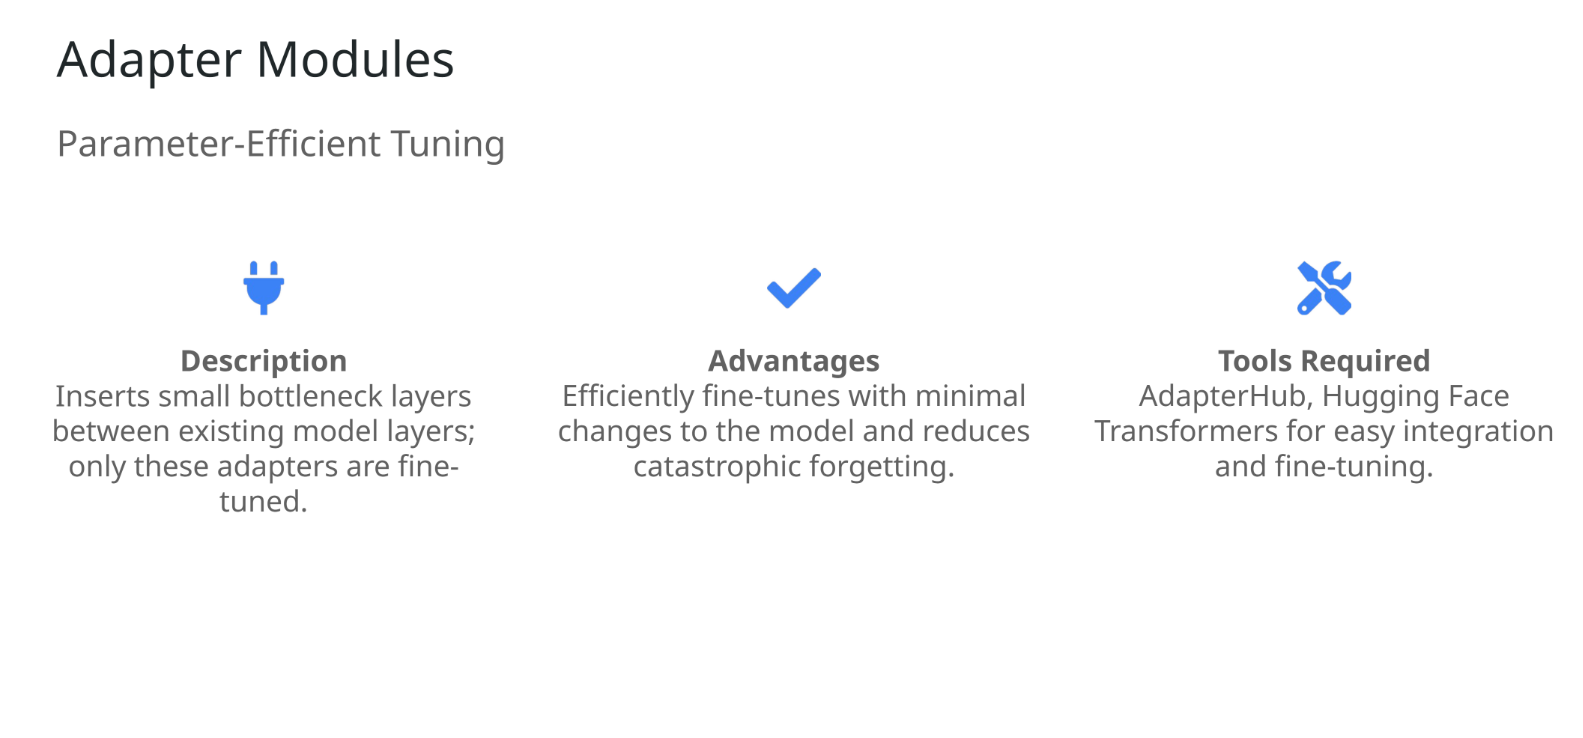 Adapter Modules
Parameter-Efficient Tuning
Description
Inserts small bottleneck layers
between existing model layers;
only these adapters are fine-
tuned.
Advantages
Efficiently fine-tunes with minimal
changes to the model and reduces
catastrophic forgetting.
Tools Required
AdapterHub, Hugging Face
Transformers for easy integration
and fine-tuning.